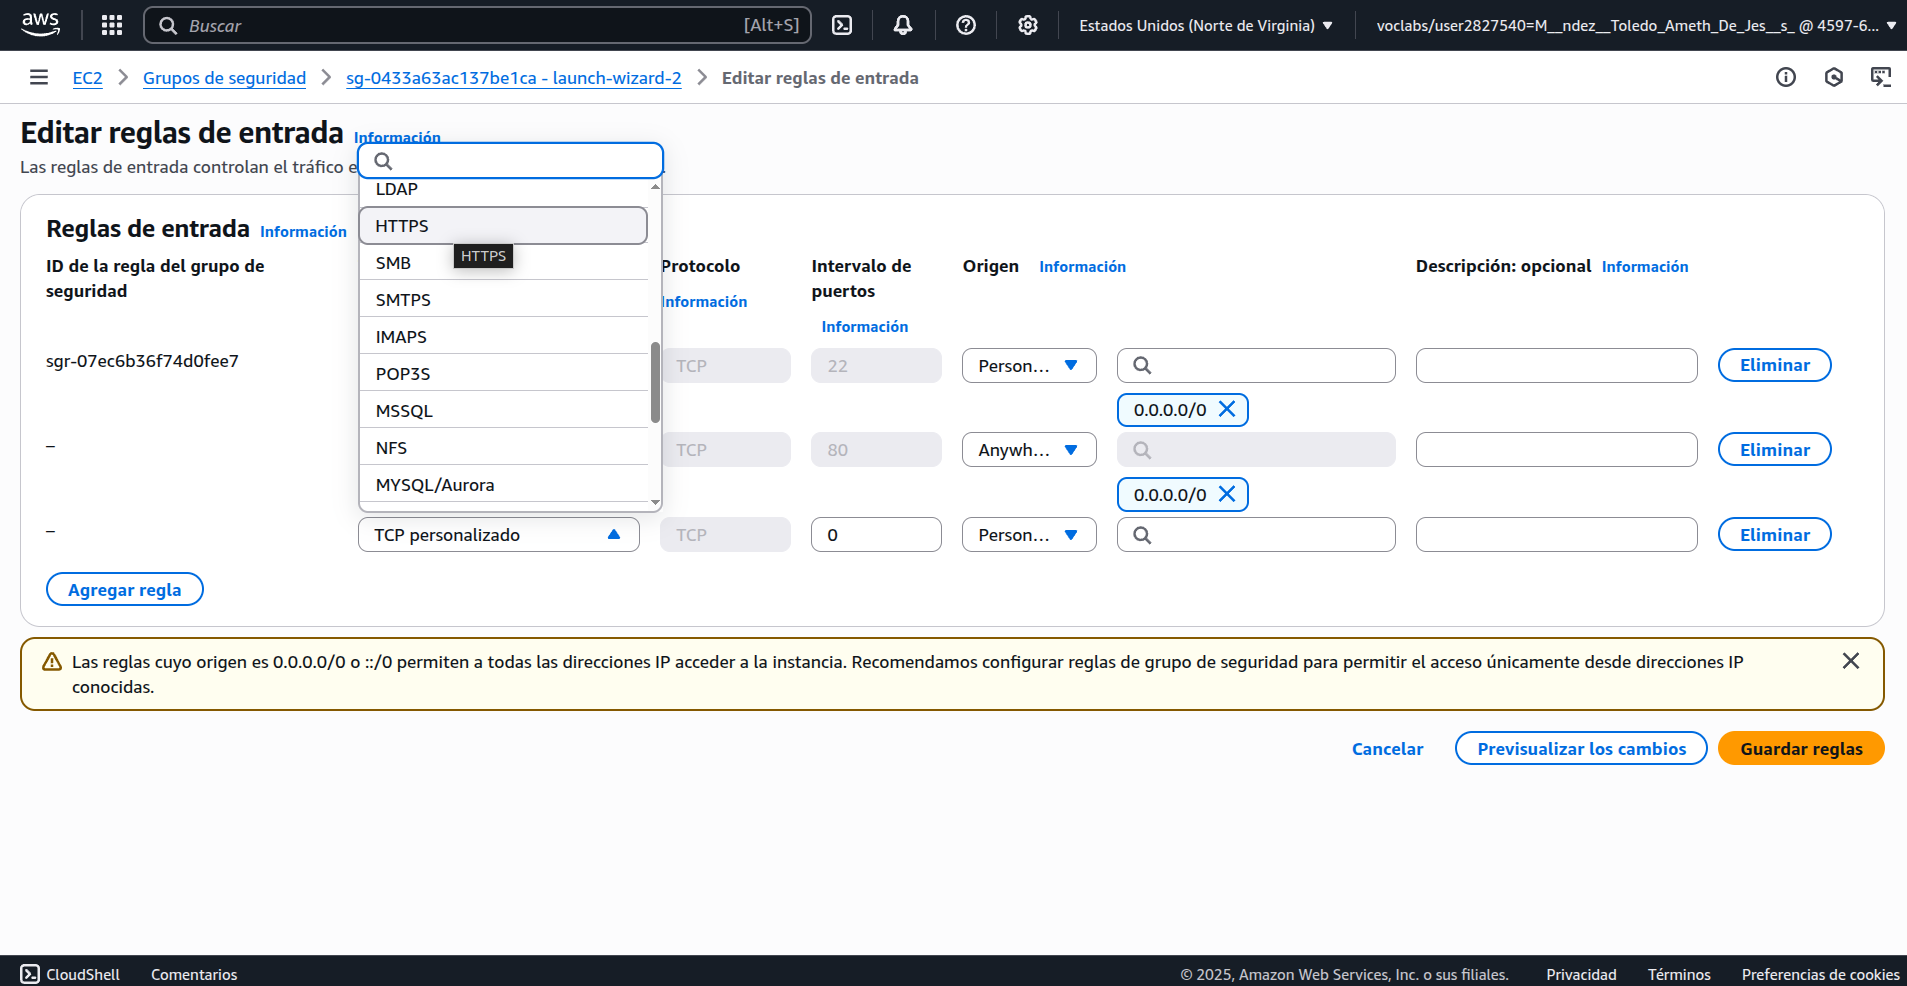 aws
Buscar
[Alt+S]
Estados Unidos (Norte de Virginia)
voclabs/user2827540=M__ndez__Toledo_Ameth_De_Jes__s_ @ 4597-6...
EC2
Grupos de seguridad
sg-0433a63ac137be1ca - launch-wizard-2
Editar reglas de entrada
Editar reglas de entrada
Información
Las reglas de entrada controlan el tráfico e
Reglas de entrada
Información
LDAP
HTTPS
HTTPS
SMB
SMTPS
IMAPS
POP3S
MSSQL
NFS
MYSQL/Aurora
ID de la regla del grupo de
seguridad
Protocolo
Información
Intervalo de
puertos
Información
Origen
Información
Descripción: opcional
Información
sgr-07ec6b36f74d0fee7
TCP
22
Person...
Eliminar
0.0.0.0/0
–
TCP
80
Anywh...
Eliminar
0.0.0.0/0
–
TCP personalizado
TCP
0
Person...
Eliminar
Agregar regla
Las reglas cuyo origen es 0.0.0.0/0 o ::/0 permiten a todas las direcciones IP acceder a la instancia. Recomendamos configurar reglas de grupo de seguridad para permitir el acceso únicamente desde direcciones IP
conocidas.
Cancelar
Previsualizar los cambios
Guardar reglas
CloudShell
Comentarios
© 2025, Amazon Web Services, Inc. o sus filiales.
Privacidad
Términos
Preferencias de cookies